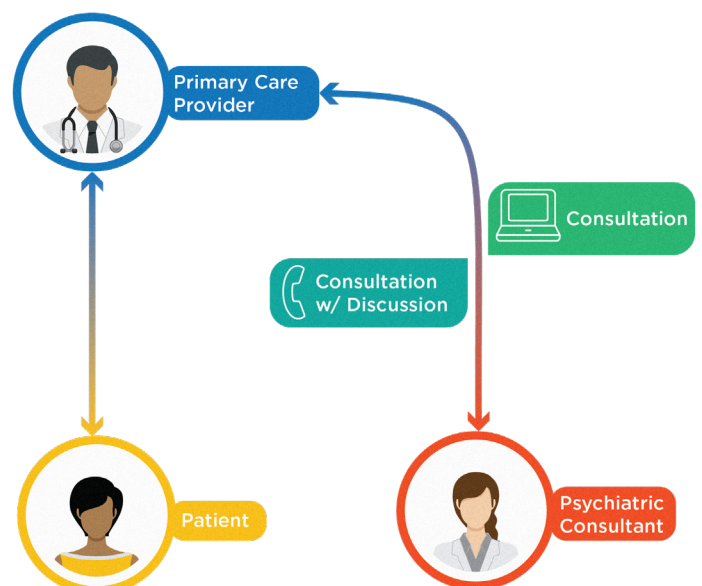 Primary Care
Provider
Consultation
Consultation
w/ Discussion
Patient
Psychiatric
Consultant